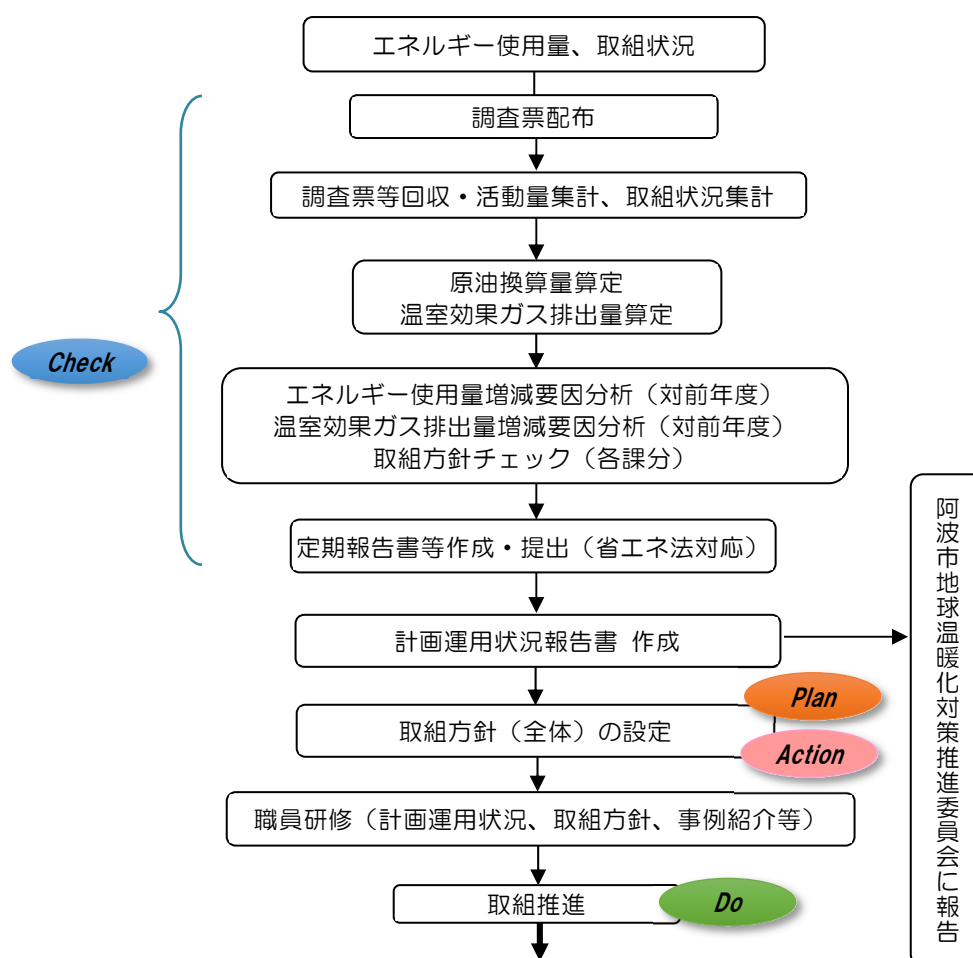 エネルギー使用量、取組状況
調査票配布
調査票等回収・活動量集計、取組状況集計
原油換算量算定
温室効果ガス排出量算定
Check
エネルギー使用量増減要因分析（対前年度）
温室効果ガス排出量増減要因分析（対前年度）
取組方針チェック（各課分）
定期報告書等作成・提出（省エネ法対応）
計画運用状況報告書 作成
阿波市地球温暖化対策推進委員会に報告
Plan
取組方針（全体）の設定
Action
職員研修（計画運用状況、取組方針、事例紹介等）
取組推進
Do